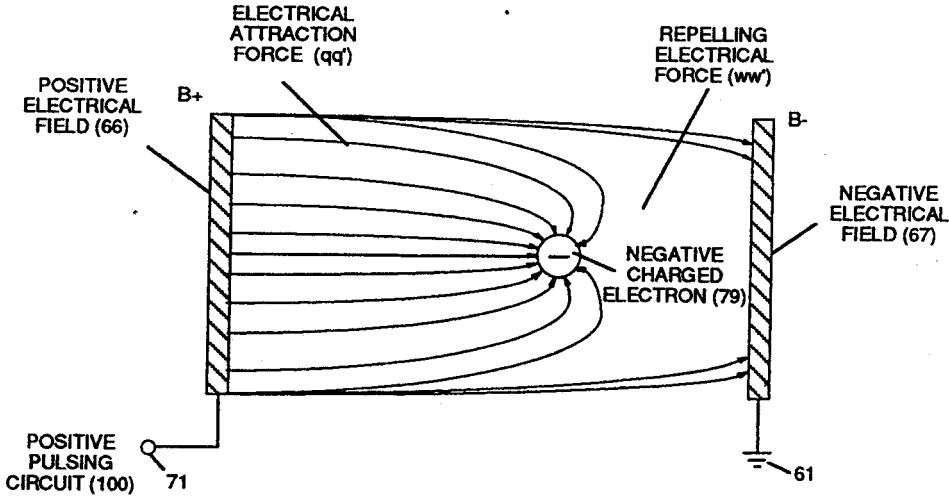 ELECTRICAL
ATTRACTION
FORCE (qq')
REPELLING
ELECTRICAL
FORCE (ww')
POSITIVE
ELECTRICAL
FIELD (66)
B+
B-
NEGATIVE
ELECTRICAL
FIELD (67)
NEGATIVE
CHARGED
ELECTRON (79)
POSITIVE
PULSING
CIRCUIT (100)
71
61